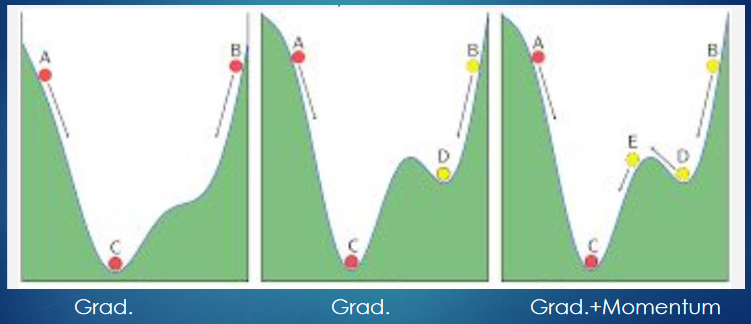 A B C
A B D C
A B E D C
Grad. Grad. Grad.+Momentum